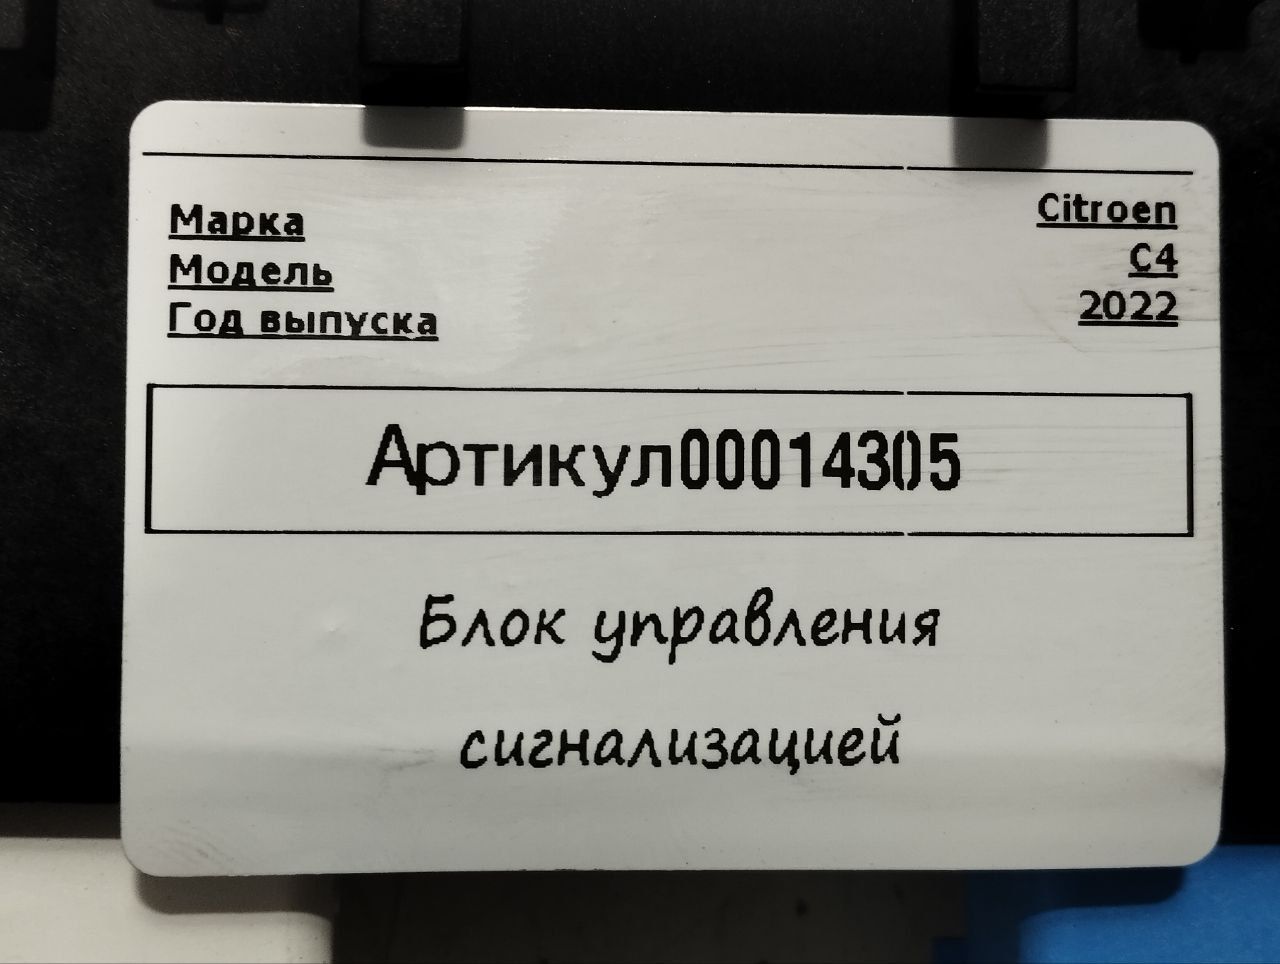 Марка Citroen
Модель C4
Год выпуска 2022
Артикул00014305
Блок управления
сигнализацией